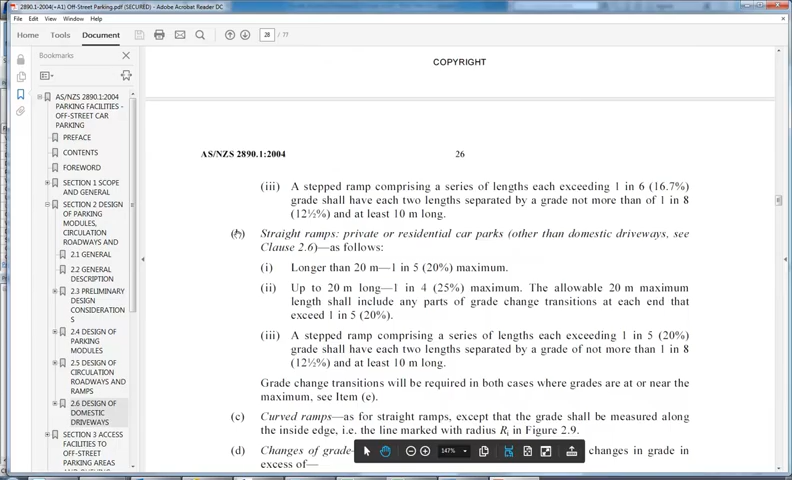 2890.1-2004(+A1) Off-Street Parking.pdf (SECURED) - Adobe Acrobat Reader DC
File Edit View Window Help
Home Tools Document 28 / 77
Bookmarks
AS/NZS 2890.1:2004
PARKING FACILITIES -
OFF-STREET CAR
PARKING
PREFACE
CONTENTS
FOREWORD
SECTION 1 SCOPE
AND GENERAL
SECTION 2 DESIGN
OF PARKING
MODULES,
CIRCULATION
ROADWAYS AND
2.1 GENERAL
2.2 GENERAL
DESCRIPTION
2.3 PRELIMINARY
DESIGN
CONSIDERATION
S
2.4 DESIGN OF
PARKING
MODULES
2.5 DESIGN OF
CIRCULATION
ROADWAYS AND
RAMPS
2.6 DESIGN OF
DOMESTIC
DRIVEWAYS
SECTION 3 ACCESS
FACILITIES TO
OFF-STREET
PARKING AREAS
COPYRIGHT
AS/NZS 2890.1:2004 26
(iii) A stepped ramp comprising a series of lengths each exceeding 1 in 6 (16.7%)
grade shall have each two lengths separated by a grade not more than of 1 in 8
(12½%) and at least 10 m long.
(b) Straight ramps: private or residential car parks (other than domestic driveways, see
Clause 2.6)—as follows:
(i) Longer than 20 m—1 in 5 (20%) maximum.
(ii) Up to 20 m long—1 in 4 (25%) maximum. The allowable 20 m maximum
length shall include any parts of grade change transitions at each end that
exceed 1 in 5 (20%).
(iii) A stepped ramp comprising a series of lengths each exceeding 1 in 5 (20%)
grade shall have each two lengths separated by a grade of not more than 1 in 8
(12½%) and at least 10 m long.
Grade change transitions will be required in both cases where grades are at or near the
maximum, see Item (e).
(c) Curved ramps—as for straight ramps, except that the grade shall be measured along
the inside edge, i.e. the line marked with radius Ri in Figure 2.9.
(d) Changes of grade- changes in grade in
excess of—
147%